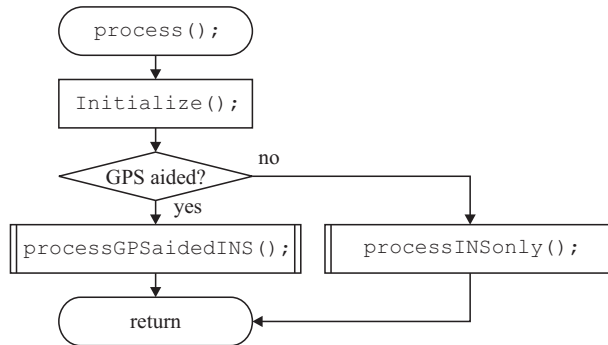 process();
Initialize();
GPS aided?
no
yes
processGPSaidedINS();
processINSonly();
return